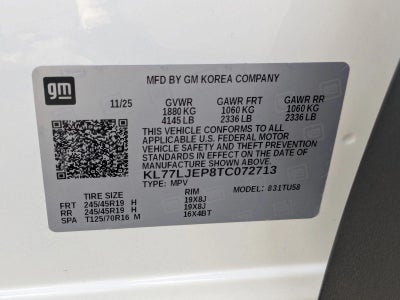 gm
MFD BY GM KOREA COMPANY
11/25 GVWR GAWR FRT GAWR RR
1880 KG 1060 KG 1060 KG
4145 LB 2336 LB 2336 LB
THIS VEHICLE CONFORMS TO ALL
APPLICABLE U.S. FEDERAL MOTOR
VEHICLE SAFETY AND THEFT PREVENTION
STANDARDS IN EFFECT ON THE DATE OF
MANUFACTURE SHOWN ABOVE.
KL77LJEP8TC072713
TYPE: MPV
TIRE SIZE RIM MODEL: 831TU58
FRT 245/45R19 H 19X8J
RR 245/45R19 H 19X8J
SPA T125/70R16 M 16X4BT